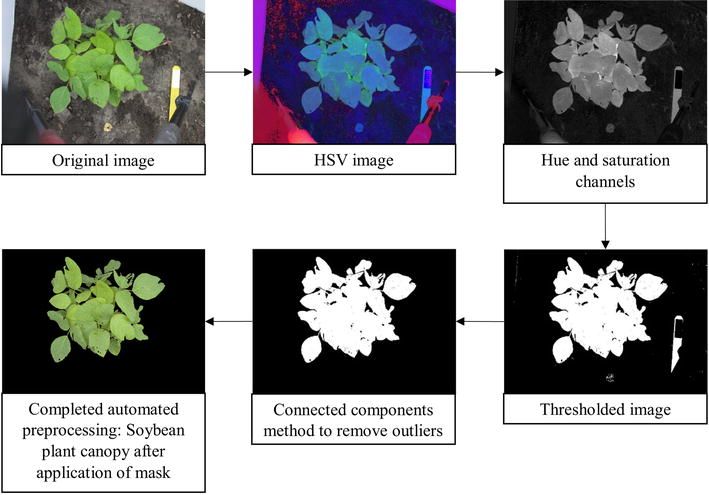 Original image
HSV image
Hue and saturation
channels
Thresholded image
Connected components
method to remove outliers
Completed automated
preprocessing: Soybean
plant canopy after
application of mask